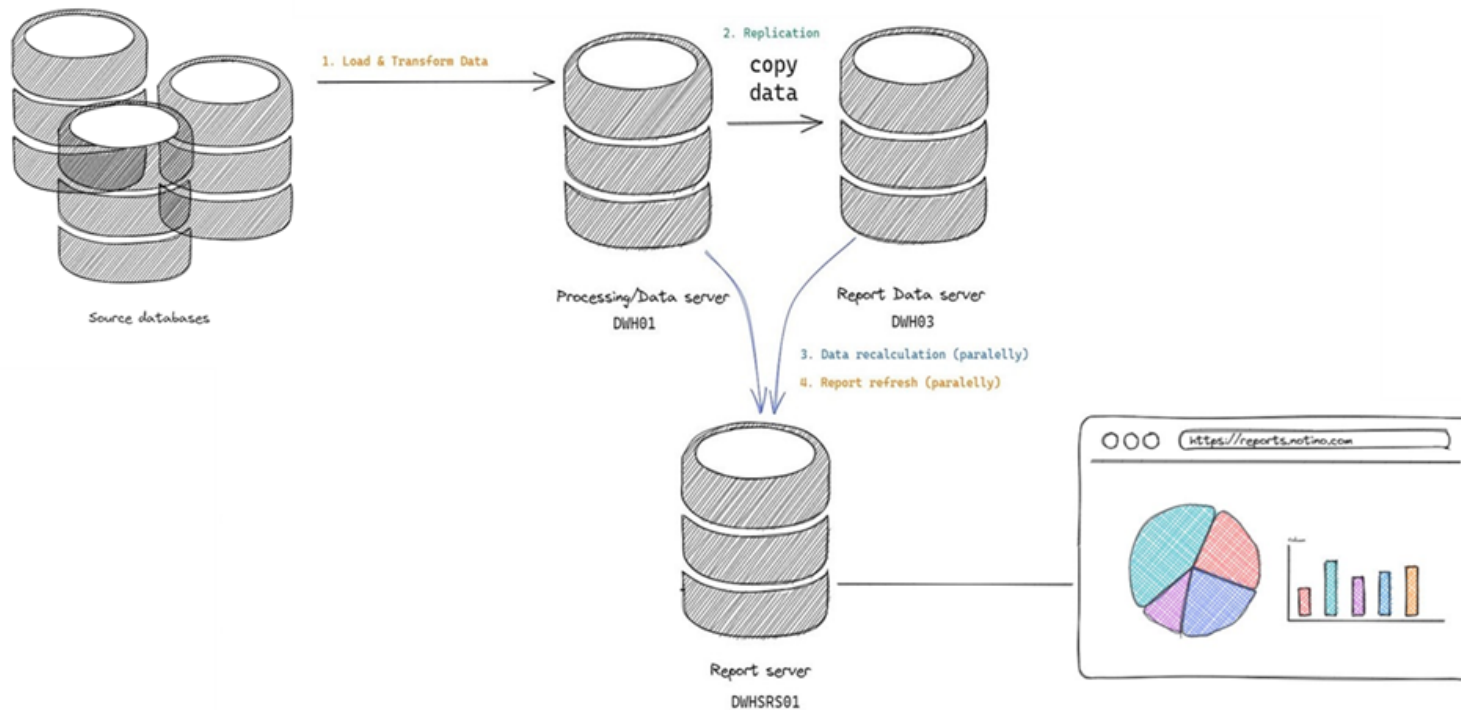 1. Load & Transform Data
2. Replication
copy
data
Source databases
Processing/Data server
DWH01
Report Data server
DWH03
3. Data recalculation (paralelly)
4. Report refresh (paralelly)
https://reports.notino.com
Report server
DWHSRS01